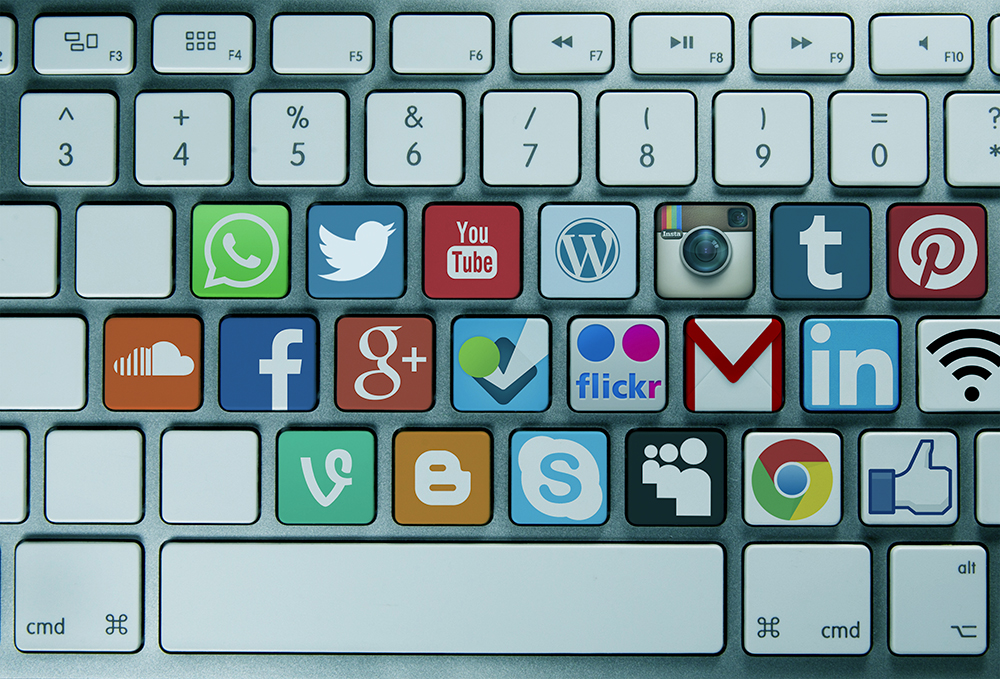 F3 F4 F5 F6 F7 F8 F9 F10
^ + % & / ( ) = ?
3 4 5 6 7 8 9 0 *
You
Tube
Insta
t
f g+ flickr M in
B S
cmd ⌘ ⌘ cmd alt
⌥